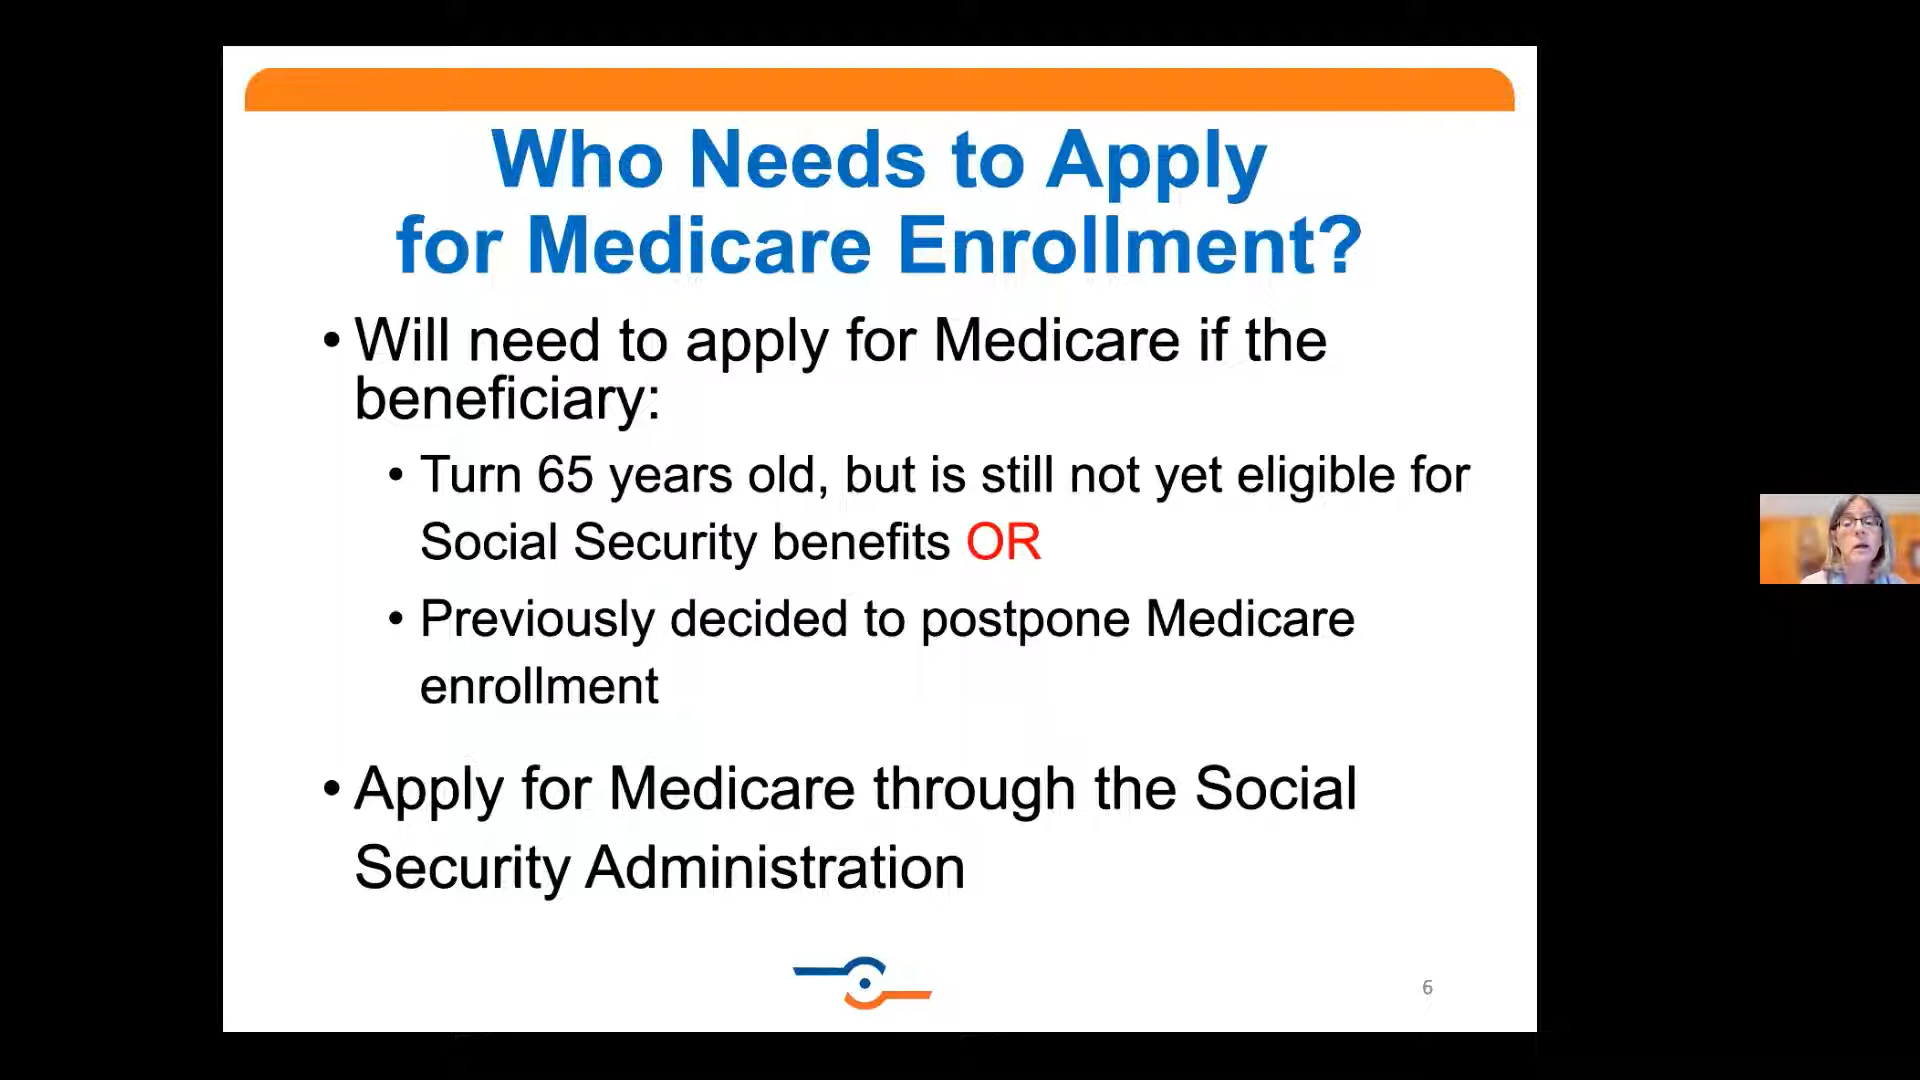 Who Needs to Apply
for Medicare Enrollment?
• Will need to apply for Medicare if the
beneficiary:
• Turn 65 years old, but is still not yet eligible for
Social Security benefits OR
• Previously decided to postpone Medicare
enrollment
• Apply for Medicare through the Social
Security Administration
6